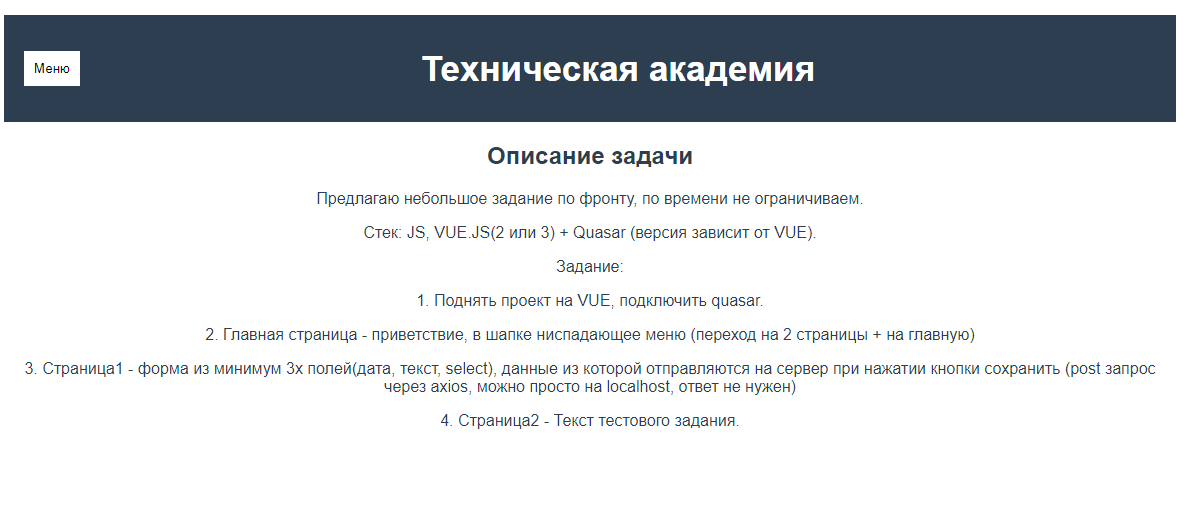 Меню
Техническая академия
Описание задачи
Предлагаю небольшое задание по фронту, по времени не ограничиваем.
Стек: JS, VUE.JS(2 или 3) + Quasar (версия зависит от VUE).
Задание:
1. Поднять проект на VUE, подключить quasar.
2. Главная страница - приветствие, в шапке ниспадающее меню (переход на 2 страницы + на главную)
3. Страница1 - форма из минимум 3х полей(дата, текст, select), данные из которой отправляются на сервер при нажатии кнопки сохранить (post запрос
через axios, можно просто на localhost, ответ не нужен)
4. Страница2 - Текст тестового задания.